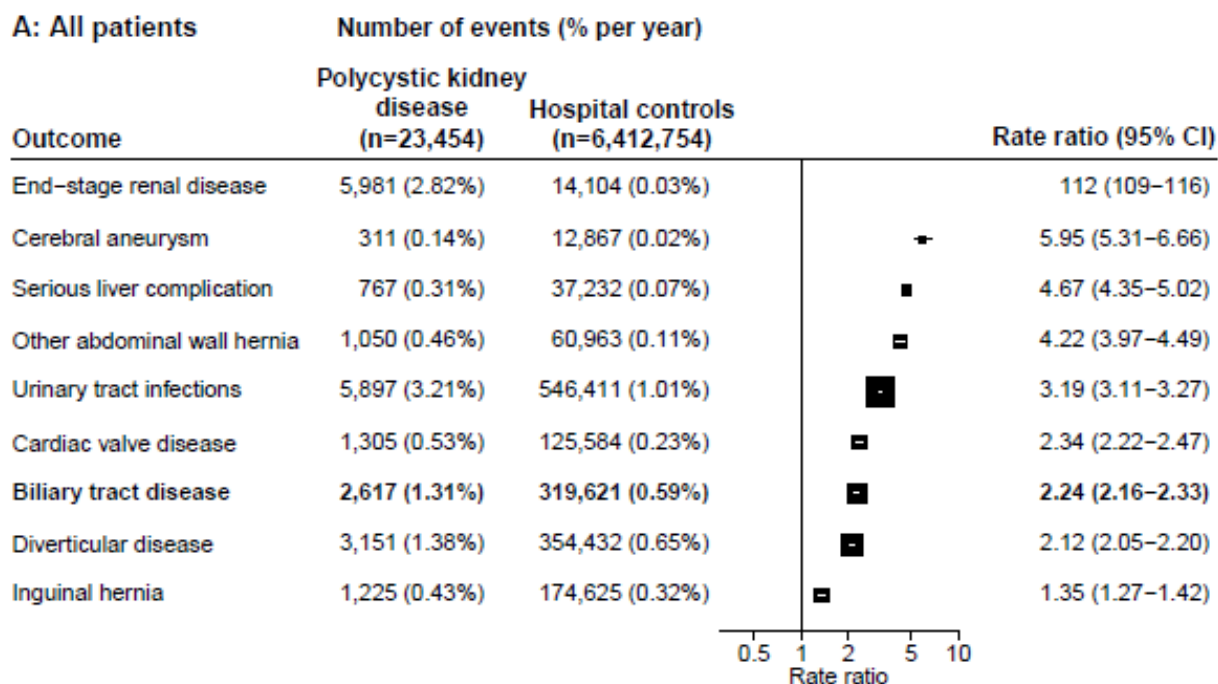 A: All patients Number of events (% per year)
Polycystic kidney
disease Hospital controls
Outcome (n=23,454) (n=6,412,754) Rate ratio (95% CI)
End−stage renal disease 5,981 (2.82%) 14,104 (0.03%) 112 (109−116)
Cerebral aneurysm 311 (0.14%) 12,867 (0.02%) 5.95 (5.31−6.66)
Serious liver complication 767 (0.31%) 37,232 (0.07%) 4.67 (4.35−5.02)
Other abdominal wall hernia 1,050 (0.46%) 60,963 (0.11%) 4.22 (3.97−4.49)
Urinary tract infections 5,897 (3.21%) 546,411 (1.01%) 3.19 (3.11−3.27)
Cardiac valve disease 1,305 (0.53%) 125,584 (0.23%) 2.34 (2.22−2.47)
Biliary tract disease 2,617 (1.31%) 319,621 (0.59%) 2.24 (2.16−2.33)
Diverticular disease 3,151 (1.38%) 354,432 (0.65%) 2.12 (2.05−2.20)
Inguinal hernia 1,225 (0.43%) 174,625 (0.32%) 1.35 (1.27−1.42)
0.5 1 2 5 10
Rate ratio